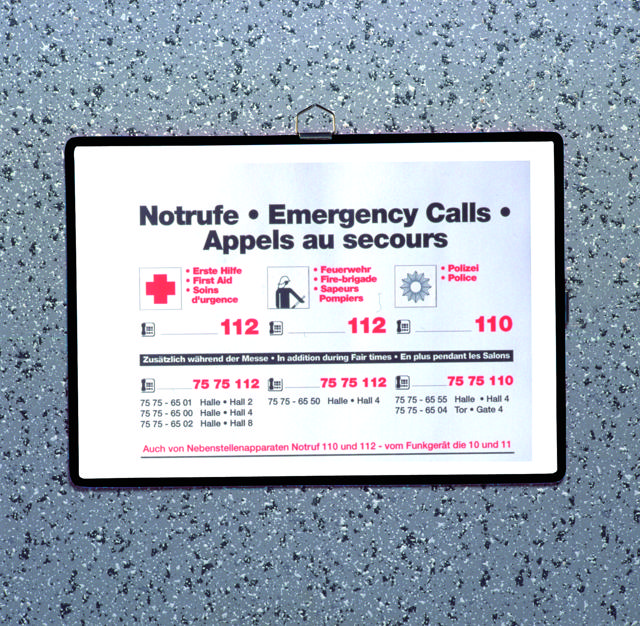 Notrufe • Emergency Calls •
Appels au secours
• Erste Hilfe
• First Aid
• Soins
d'urgence
112
• Feuerwehr
• Fire-brigade
• Sapeurs
Pompiers
112
• Polizei
• Police
110
Zusätzlich während der Messe • In addition during Fair times • En plus pendant les Salons
75 75 112
75 75 - 65 01 Halle • Hall 2
75 75 - 65 00 Halle • Hall 4
75 75 - 65 02 Halle • Hall 8
75 75 112
75 75 - 65 50 Halle • Hall 4
75 75 110
75 75 - 65 55 Halle • Hall 4
75 75 - 65 04 Tor • Gate 4
Auch von Nebenstellenapparaten Notruf 110 und 112 - vom Funkgerät die 10 und 11